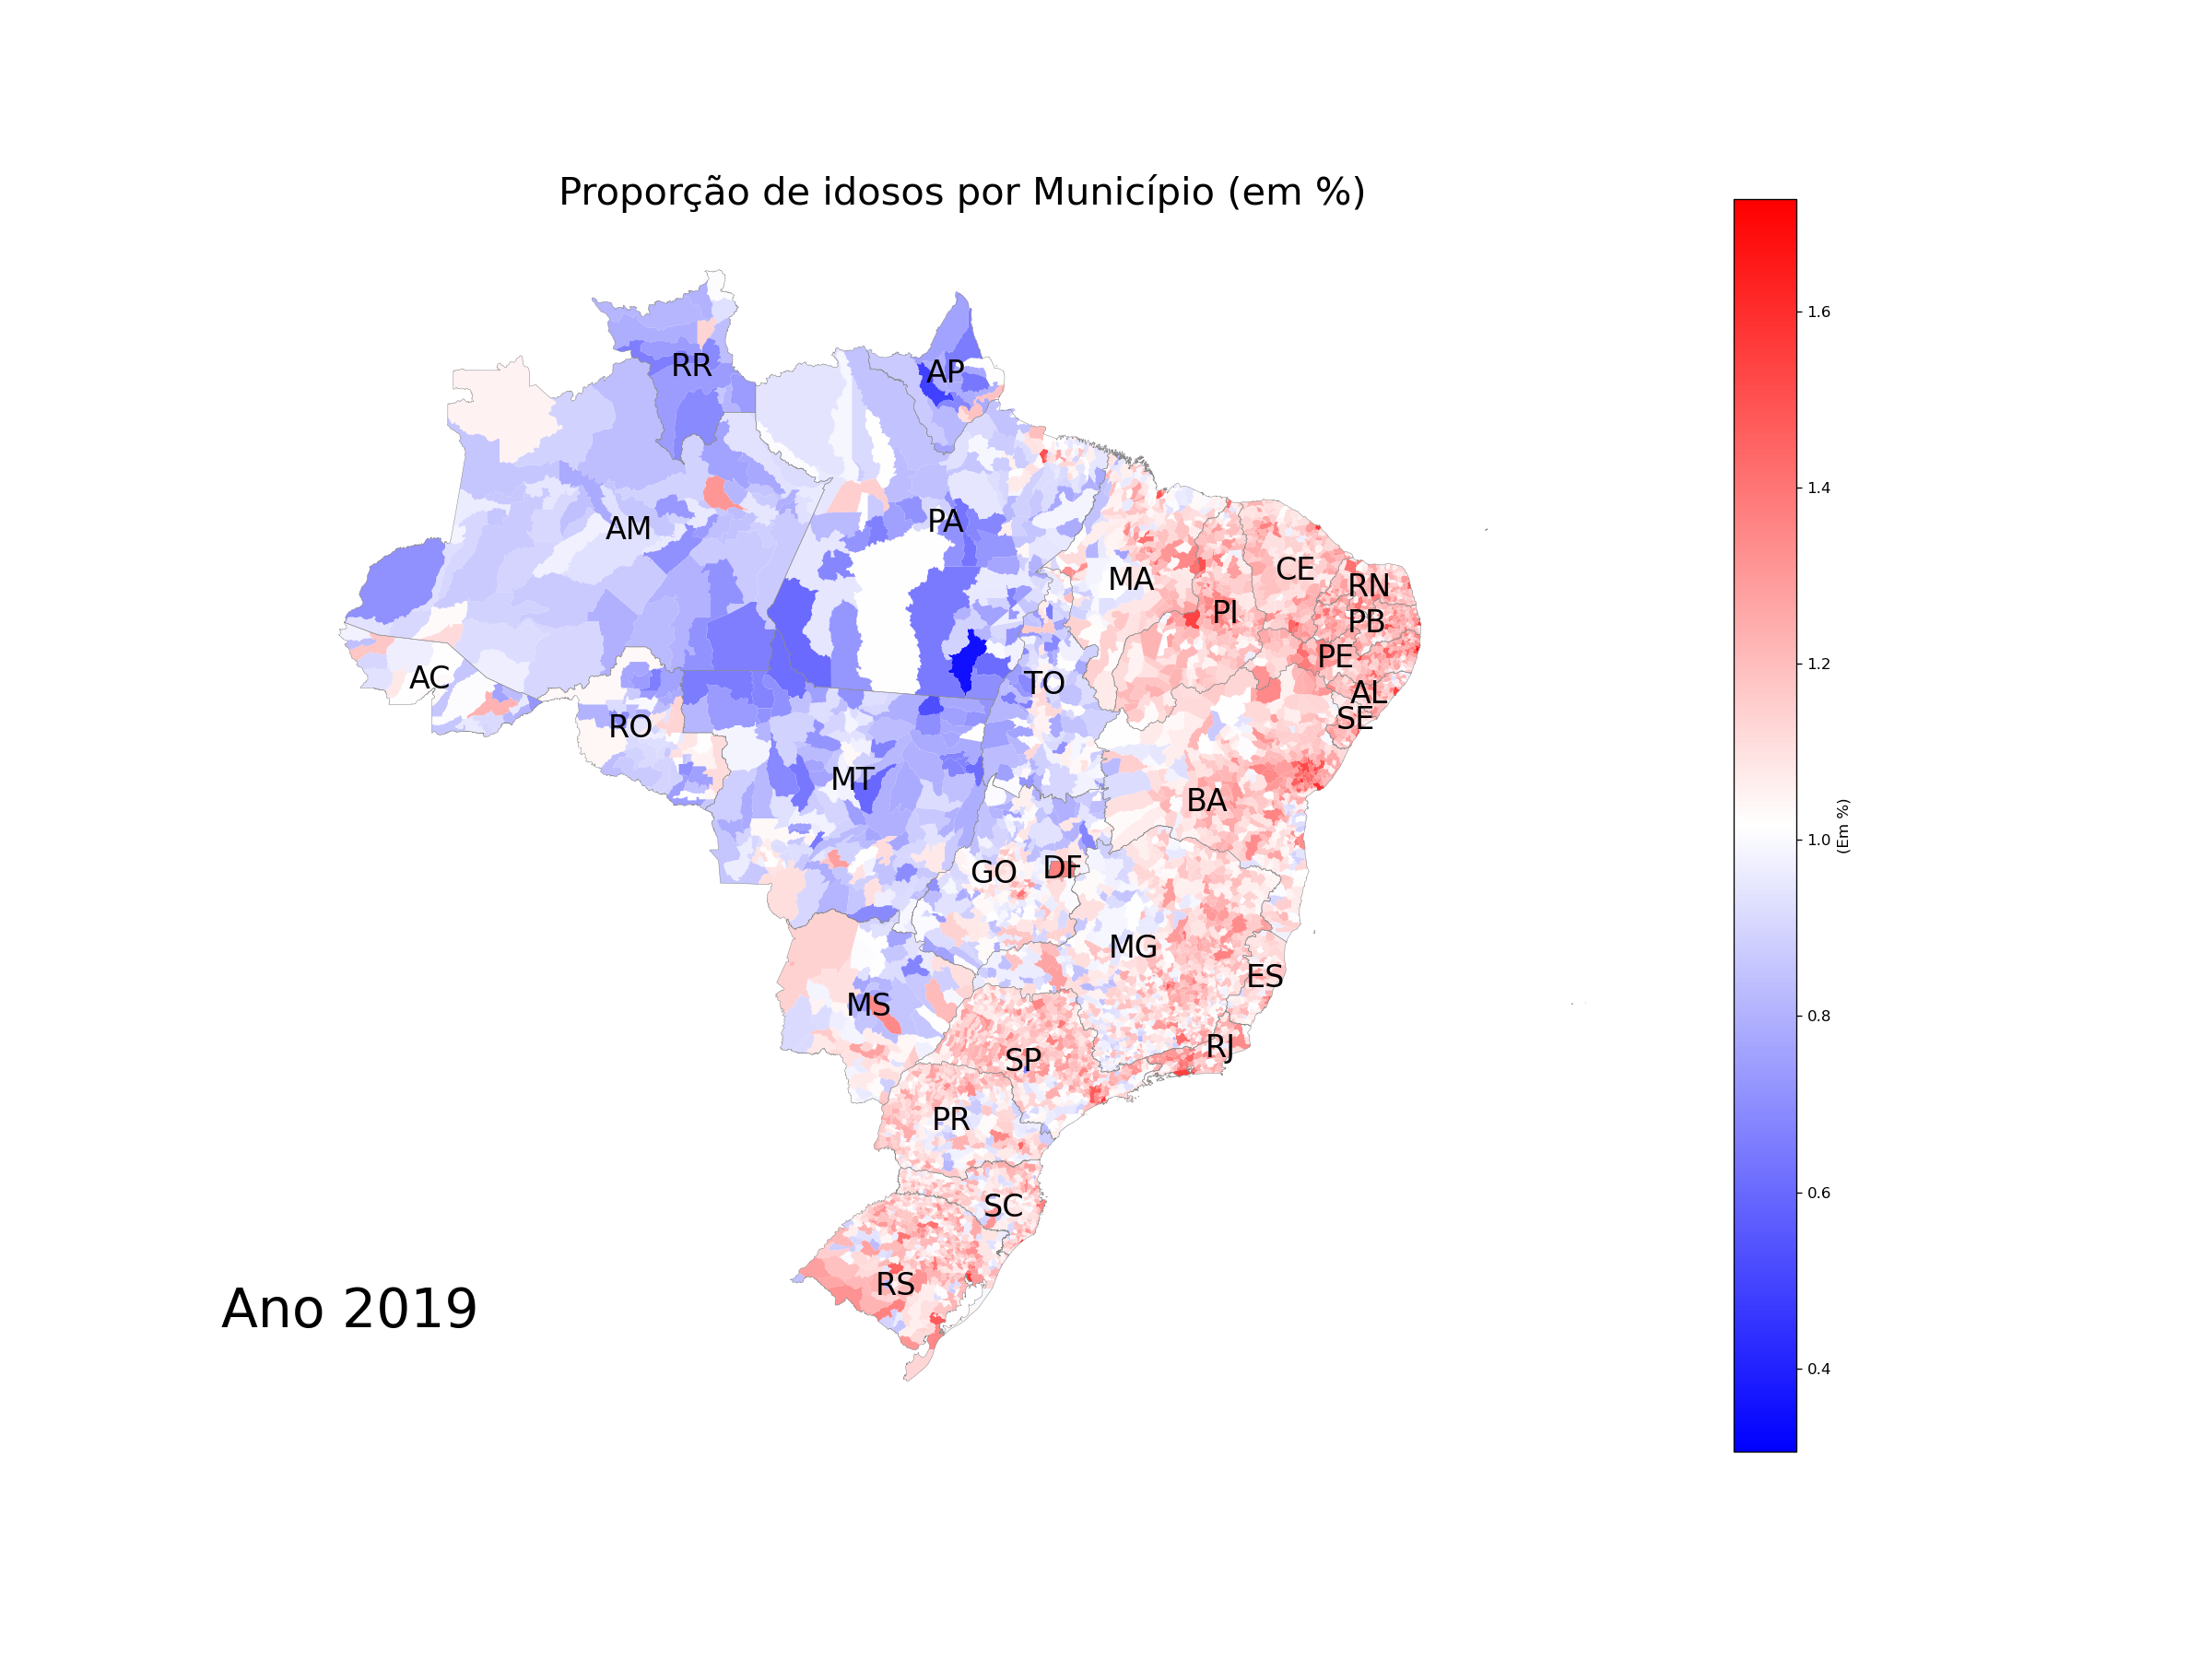 Proporção de idosos por Município (em %)
RR
AP
AM
PA
MA
CE
RN
PI
PB
PE
AC
TO
AL
SE
RO
MT
BA
GO
DF
MG
ES
MS
RJ
SP
PR
SC
RS
Ano 2019
1.6
1.4
1.2
1.0
0.8
0.6
0.4
(Em %)